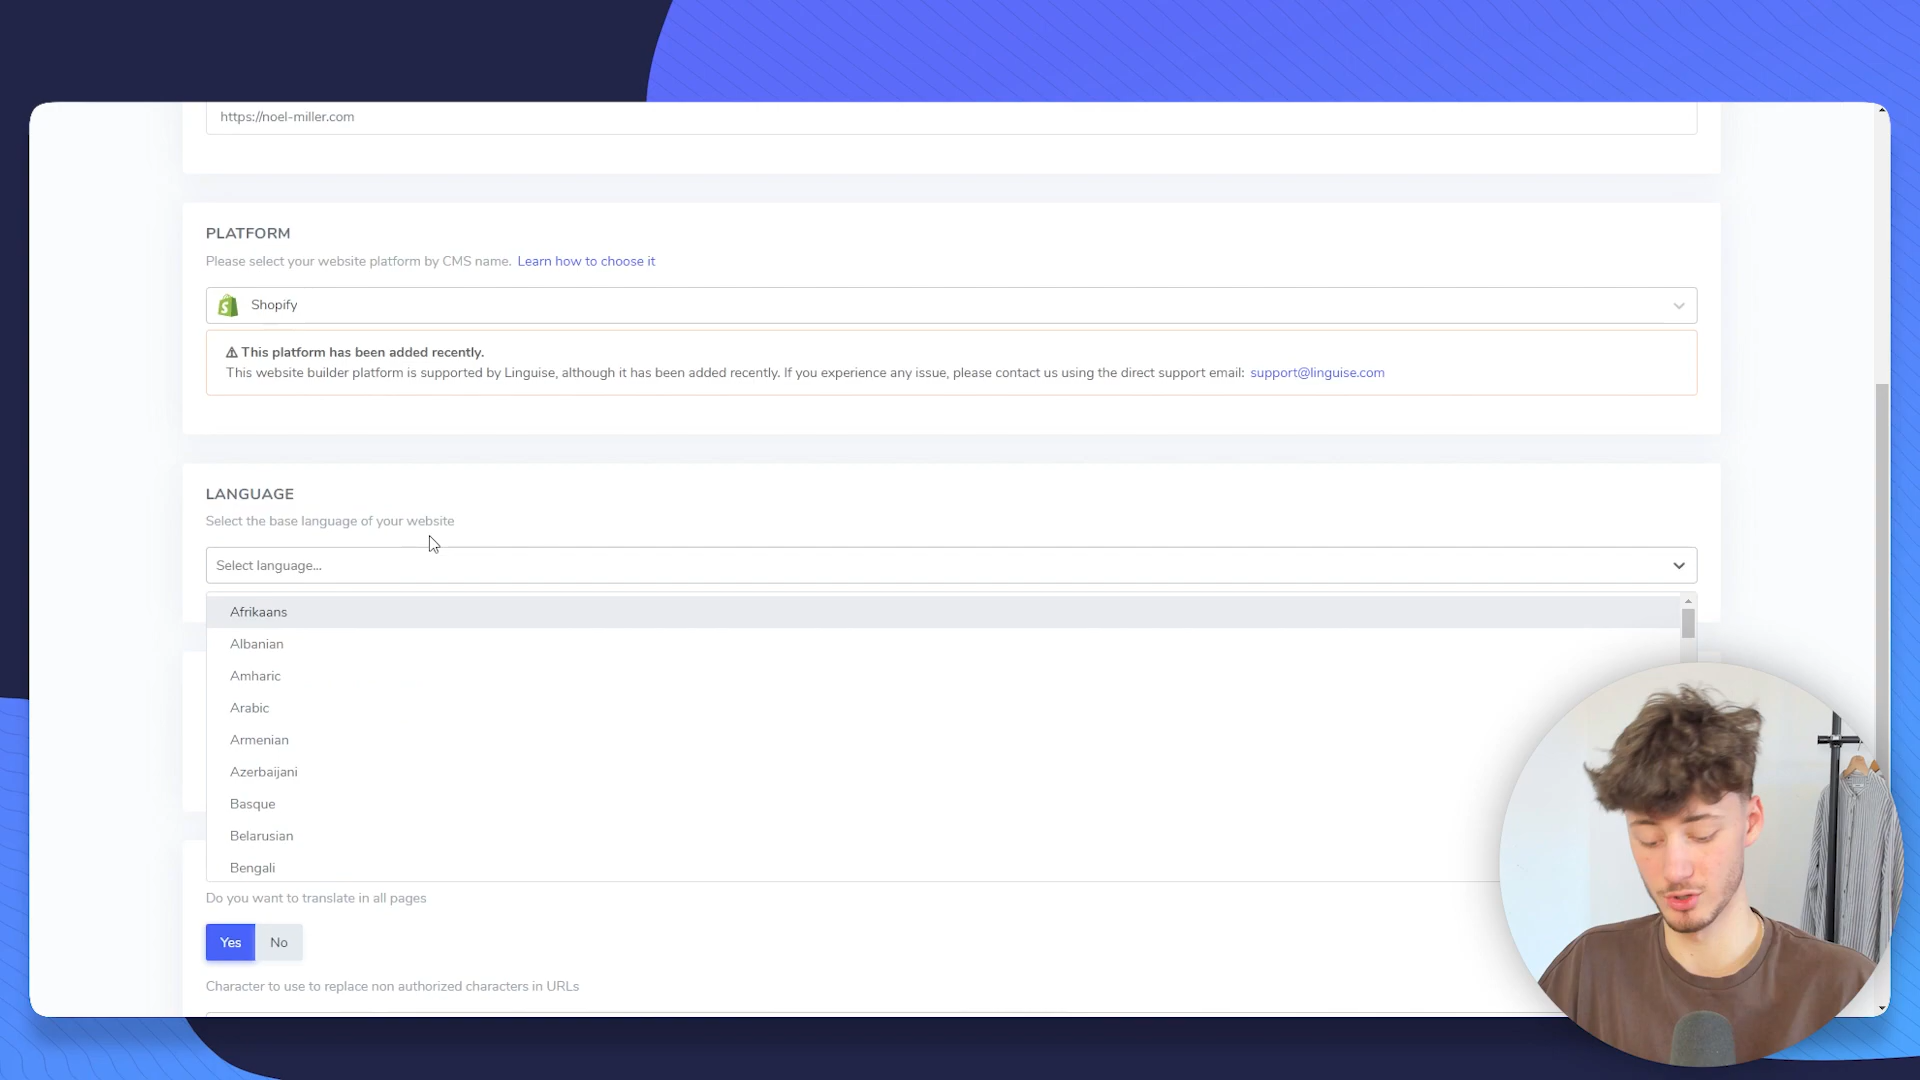 https://noel-miller.com
PLATFORM
Please select your website platform by CMS name. Learn how to choose it
Shopify
⚠ This platform has been added recently.
This website builder platform is supported by Linguise, although it has been added recently. If you experience any issue, please contact us using the direct support email: support@linguise.com
LANGUAGE
Select the base language of your website
Select language...
Afrikaans
Albanian
Amharic
Arabic
Armenian
Azerbaijani
Basque
Belarusian
Bengali
Do you want to translate in all pages
Yes No
Character to use to replace non authorized characters in URLs